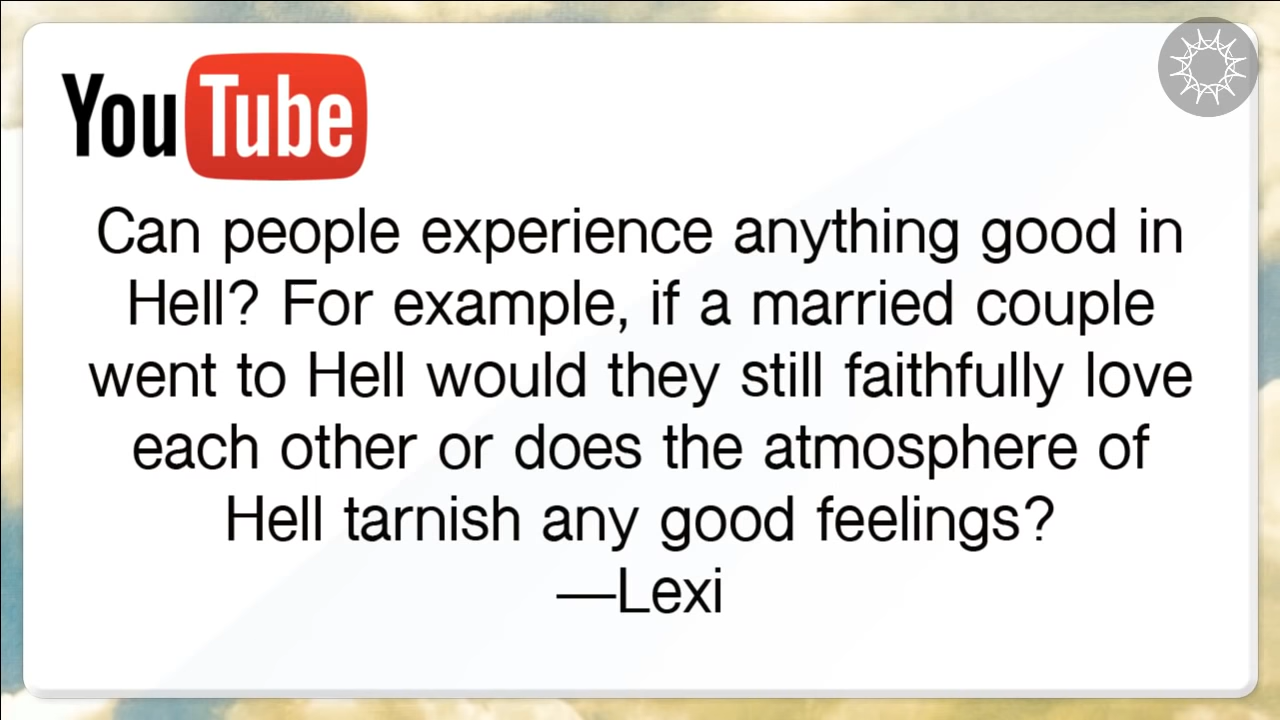 YouTube
Can people experience anything good in
Hell? For example, if a married couple
went to Hell would they still faithfully love
each other or does the atmosphere of
Hell tarnish any good feelings?
—Lexi